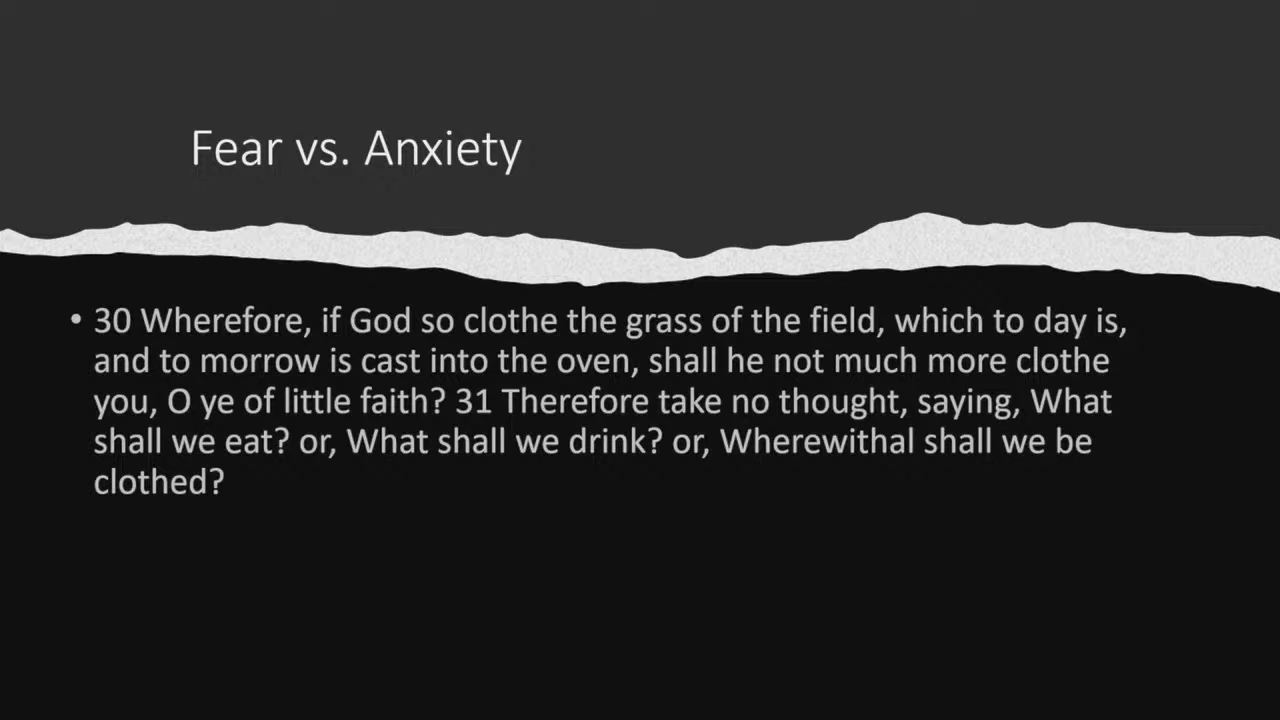 Fear vs. Anxiety
• 30 Wherefore, if God so clothe the grass of the field, which to day is,
and to morrow is cast into the oven, shall he not much more clothe
you, O ye of little faith? 31 Therefore take no thought, saying, What
shall we eat? or, What shall we drink? or, Wherewithal shall we be
clothed?